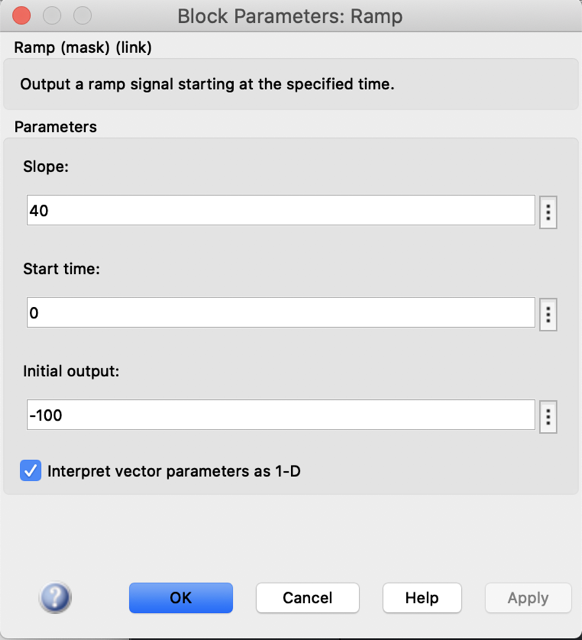 Block Parameters: Ramp
Ramp (mask) (link)
Output a ramp signal starting at the specified time.
Parameters
Slope:
40
Start time:
0
Initial output:
-100
Interpret vector parameters as 1-D
? OK Cancel Help Apply